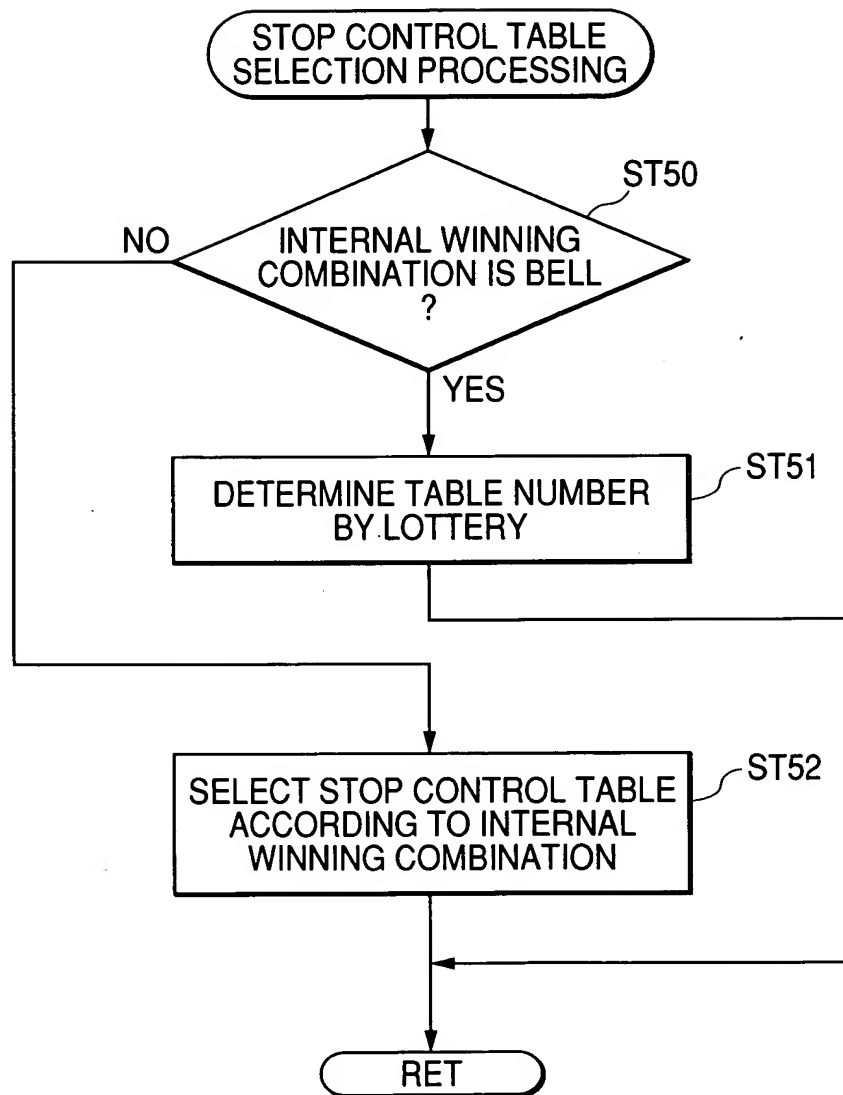 STOP CONTROL TABLE
SELECTION PROCESSING
ST50
NO
INTERNAL WINNING
COMBINATION IS BELL
?
YES
ST51
DETERMINE TABLE NUMBER
BY LOTTERY
ST52
SELECT STOP CONTROL TABLE
ACCORDING TO INTERNAL
WINNING COMBINATION
RET